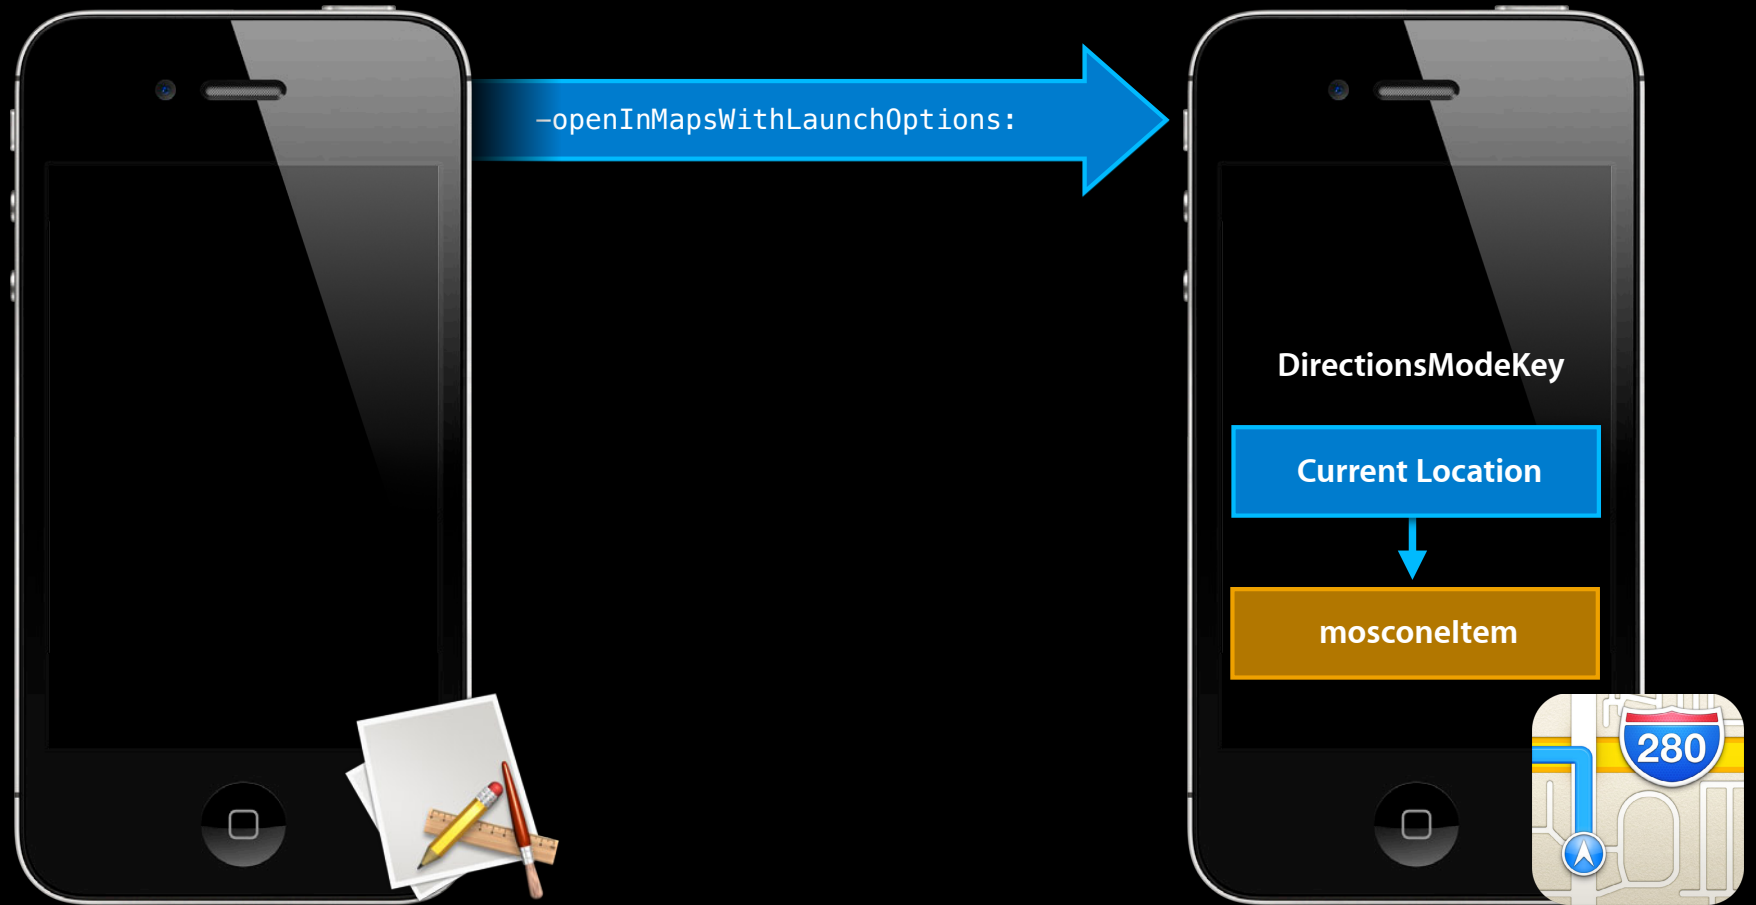 –openInMapsWithLaunchOptions:
DirectionsModeKey
Current Location
mosconeItem
280